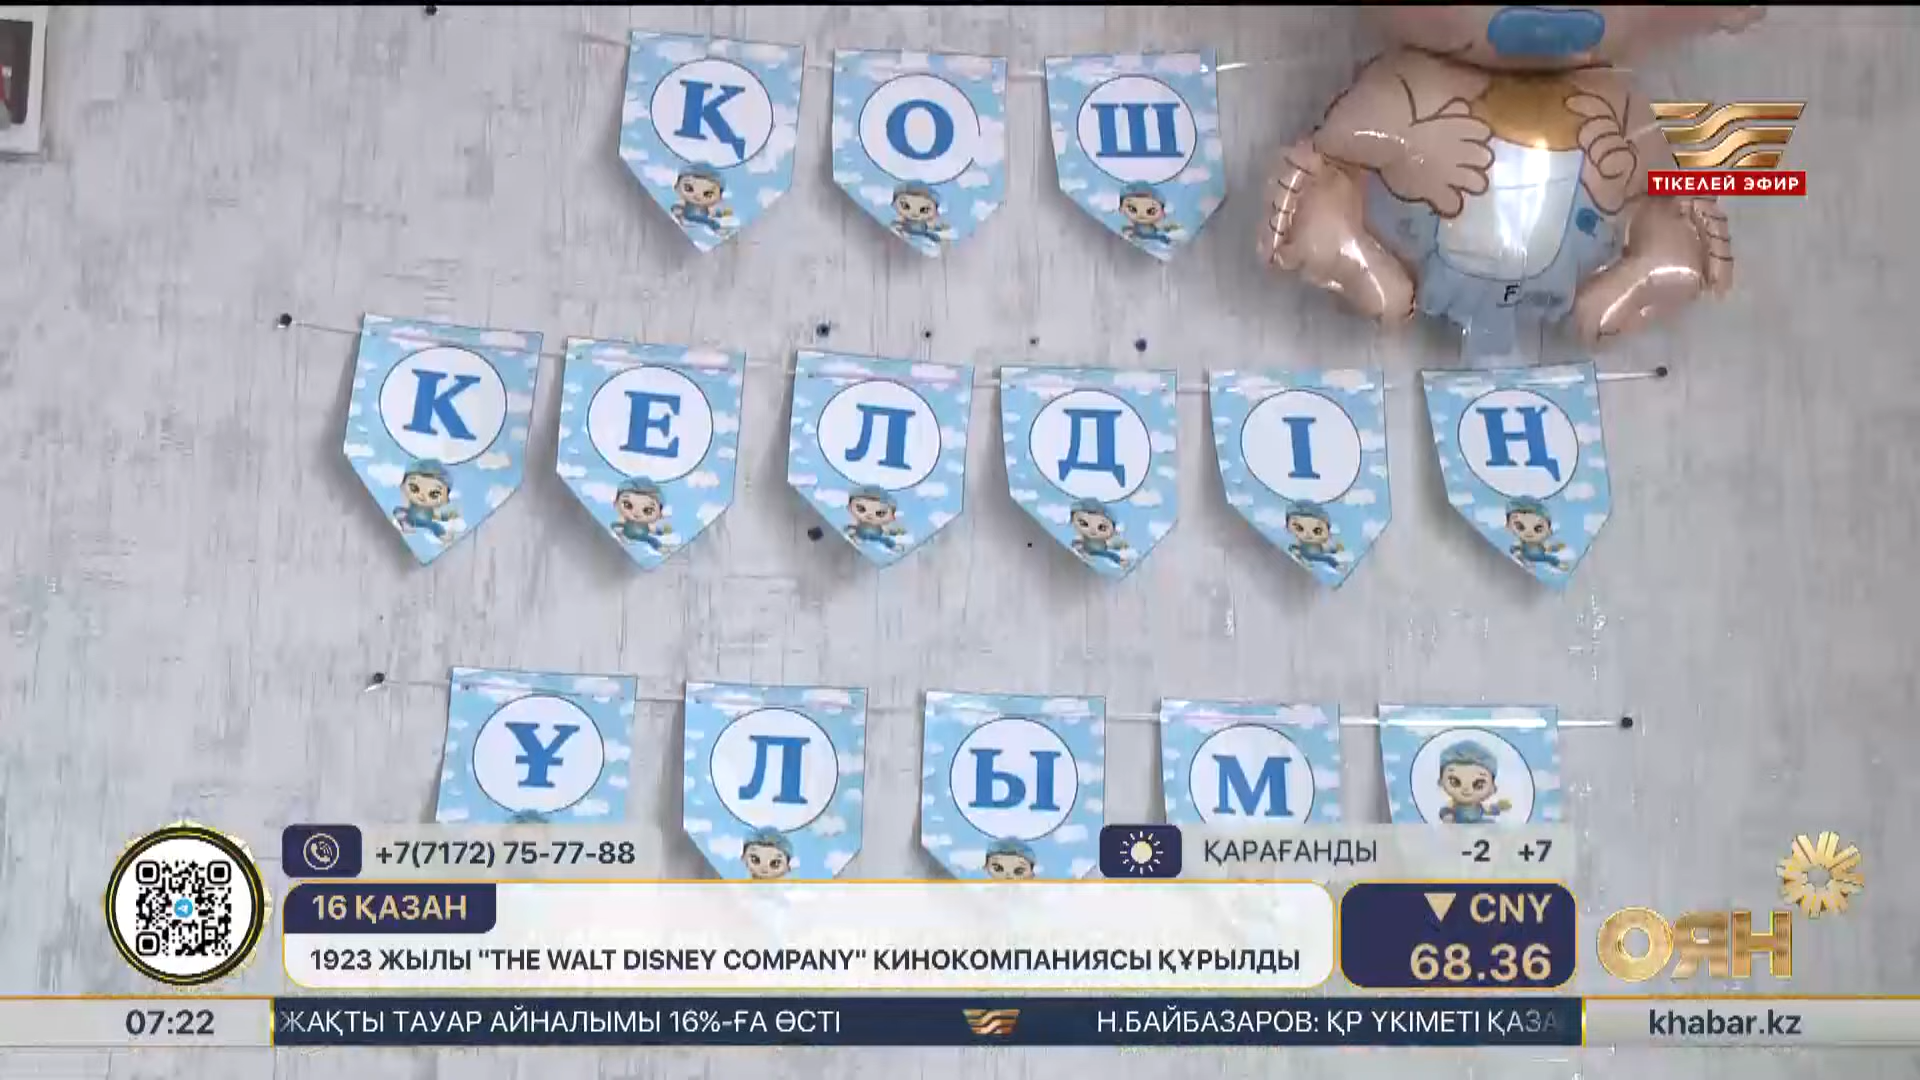 ҚОШ
ТІКЕЛЕЙ ЭФИР
КЕЛДІҢ
ҰЛЫМ
+7(7172) 75-77-88
ҚАРАҒАНДЫ -2 +7
16 ҚАЗАН
1923 ЖЫЛЫ "THE WALT DISNEY COMPANY" КИНОКОМПАНИЯСЫ ҚҰРЫЛДЫ
CNY
68.36
ОЯН
07:22
ЖАҚТЫ ТАУАР АЙНАЛЫМЫ 16%-ҒА ӨСТІ
Н.БАЙБАЗАРОВ: ҚР ҮКІМЕТІ ҚАЗА
khabar.kz